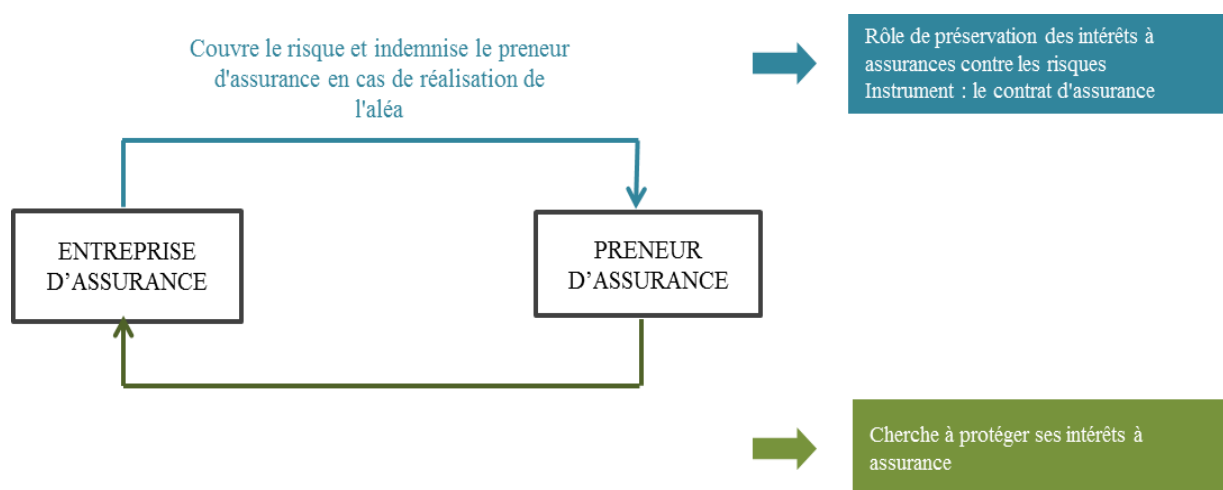 Couvre le risque et indemnise le preneur
d'assurance en cas de réalisation de
l'aléa
Rôle de préservation des intérêts à
assurances contre les risques
Instrument : le contrat d'assurance
ENTREPRISE
D’ASSURANCE
PRENEUR
D’ASSURANCE
Cherche à protéger ses intérêts à
assurance